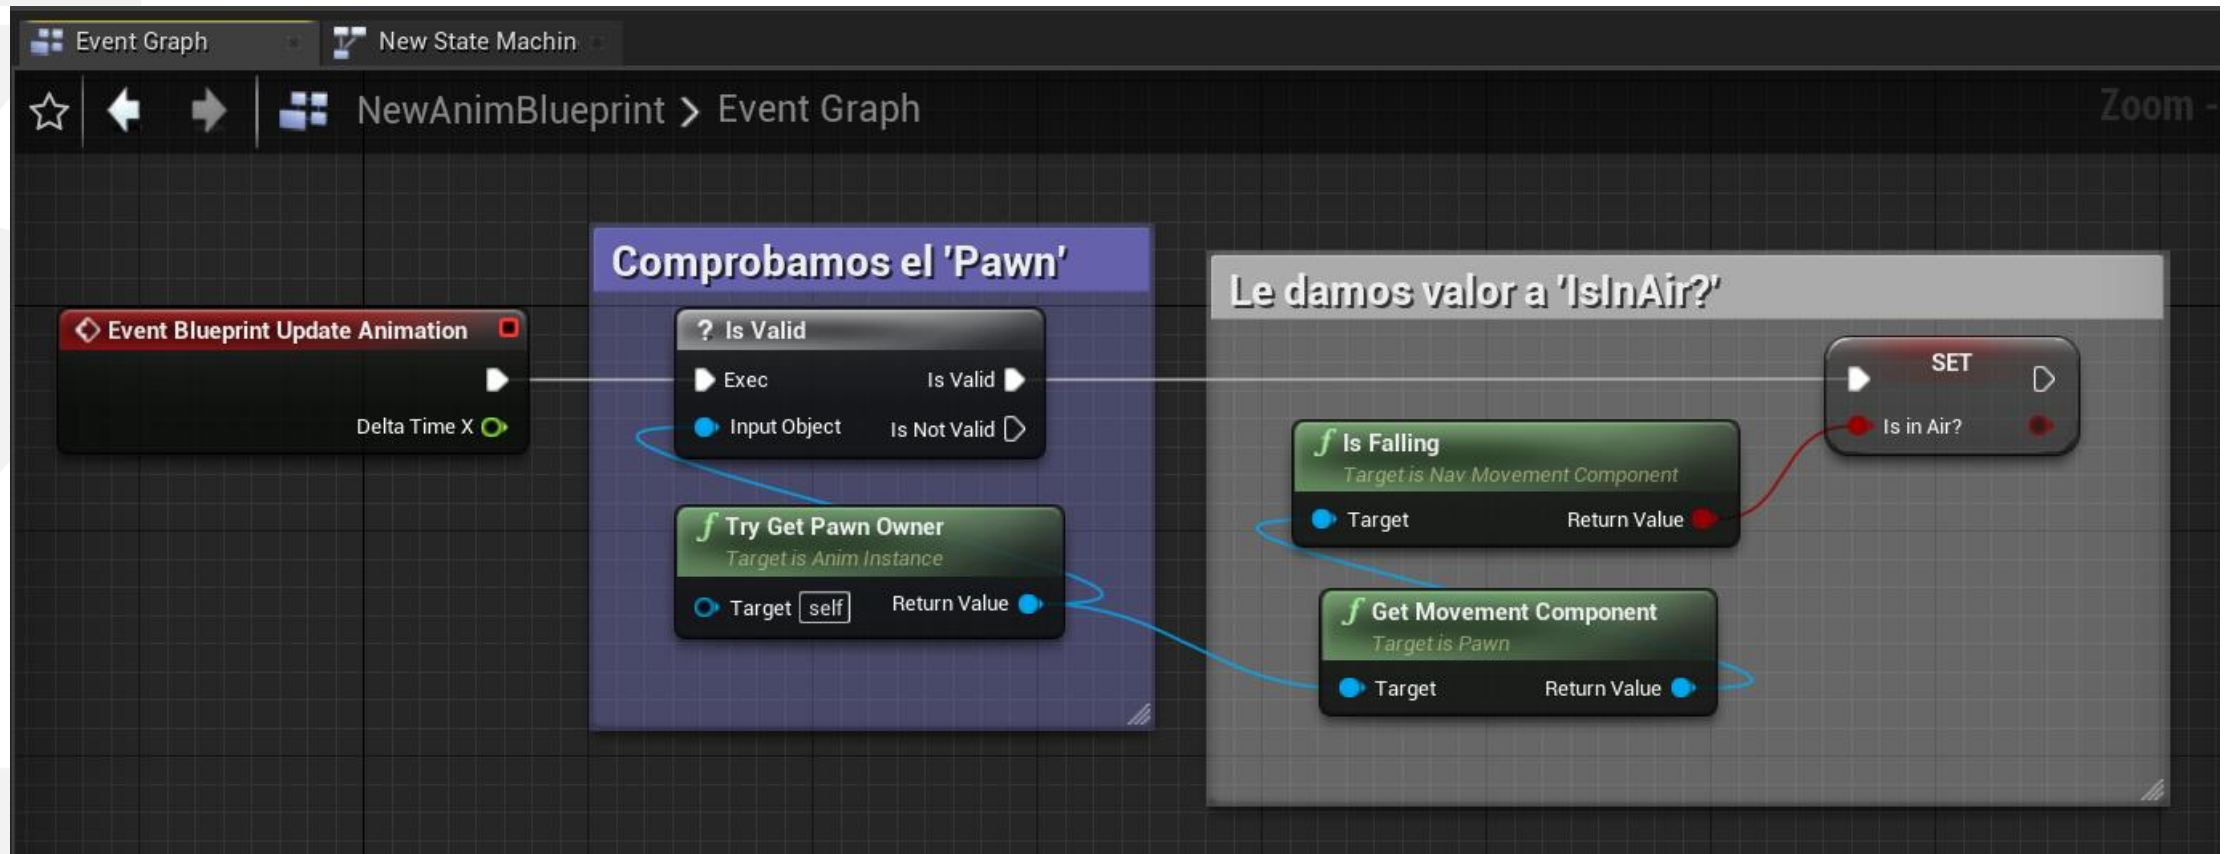 Event Graph
New State Machin
NewAnimBlueprint > Event Graph
Zoom -
Comprobamos el 'Pawn'
Le damos valor a 'IsInAir?'
Event Blueprint Update Animation
Delta Time X
? Is Valid
Exec
Is Valid
Input Object
Is Not Valid
f Try Get Pawn Owner
Target is Anim Instance
Target self
Return Value
SET
Is in Air?
f Is Falling
Target is Nav Movement Component
Target
Return Value
f Get Movement Component
Target is Pawn
Target
Return Value